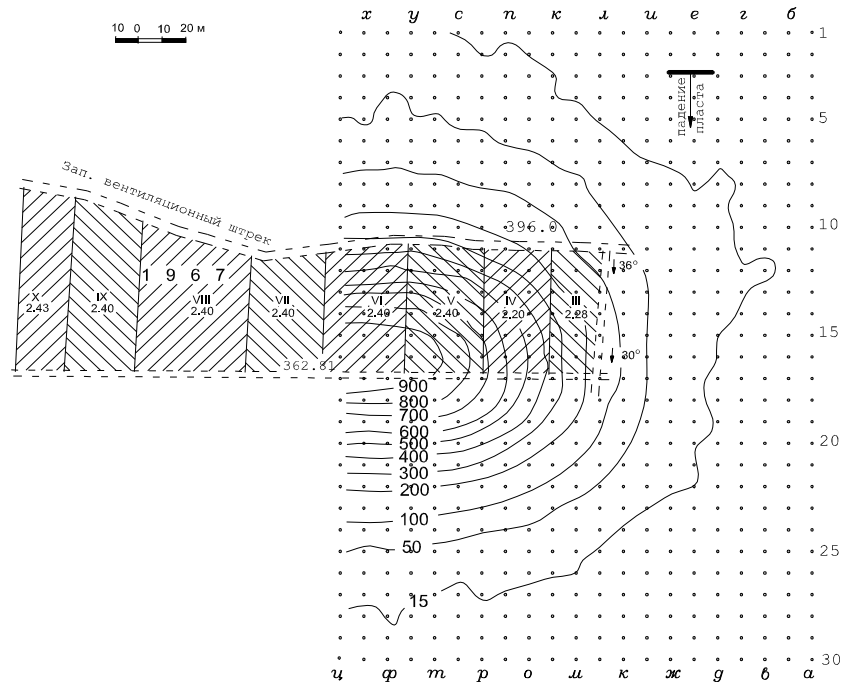 х у с п к л и е г б
10 0 10 20 м
1
падение
пласта
5
Зап. вентиляционный штрек
10
396.0
36°
1 9 6 7
X
2.43
IX
2.40
VIII
2.40
VII
2.40
VI
2.40
V
2.40
IV
2.20
III
2.28
15
30°
362.81
900
800
700
600
500
400
300
200
100
50
15
20
25
30
ц ф т р о м к ж д в а